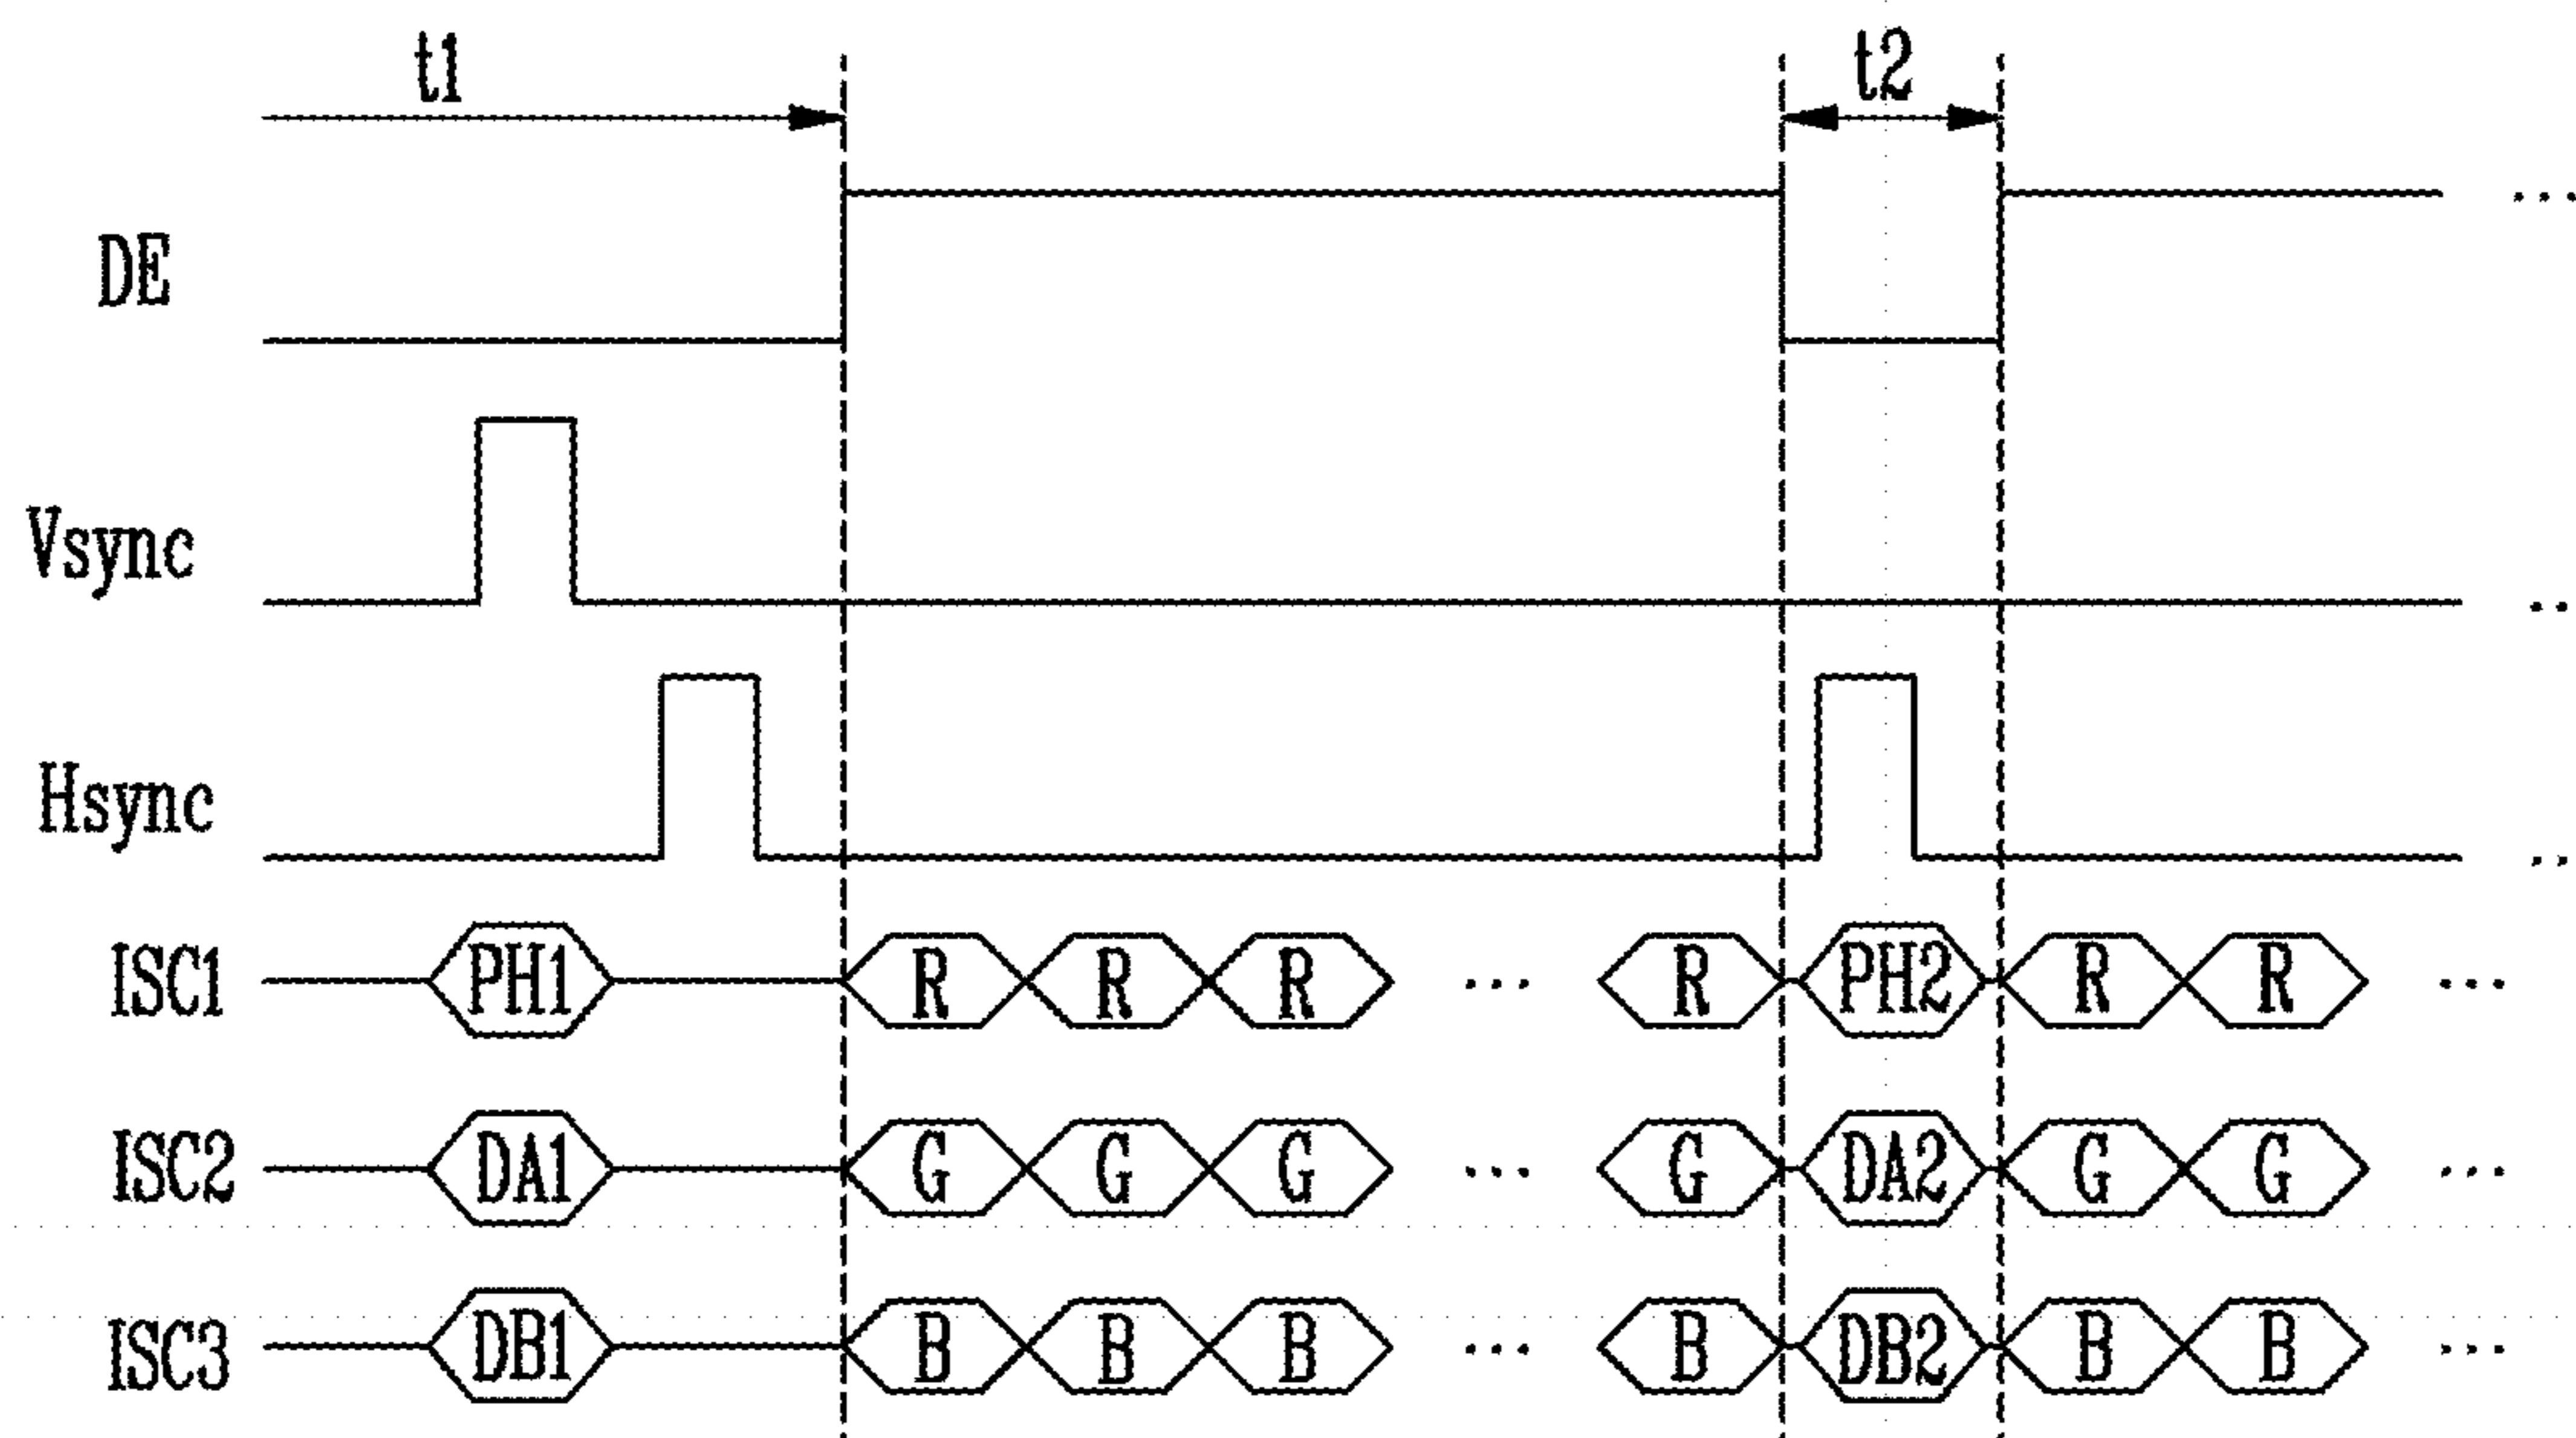 t1 t2
DE ...
Vsync ..
Hsync ..
ISC1 PH1 R R R ... R PH2 R R ...
ISC2 DA1 G G G ... G DA2 G G ...
ISC3 DB1 B B B ... B DB2 B B ...